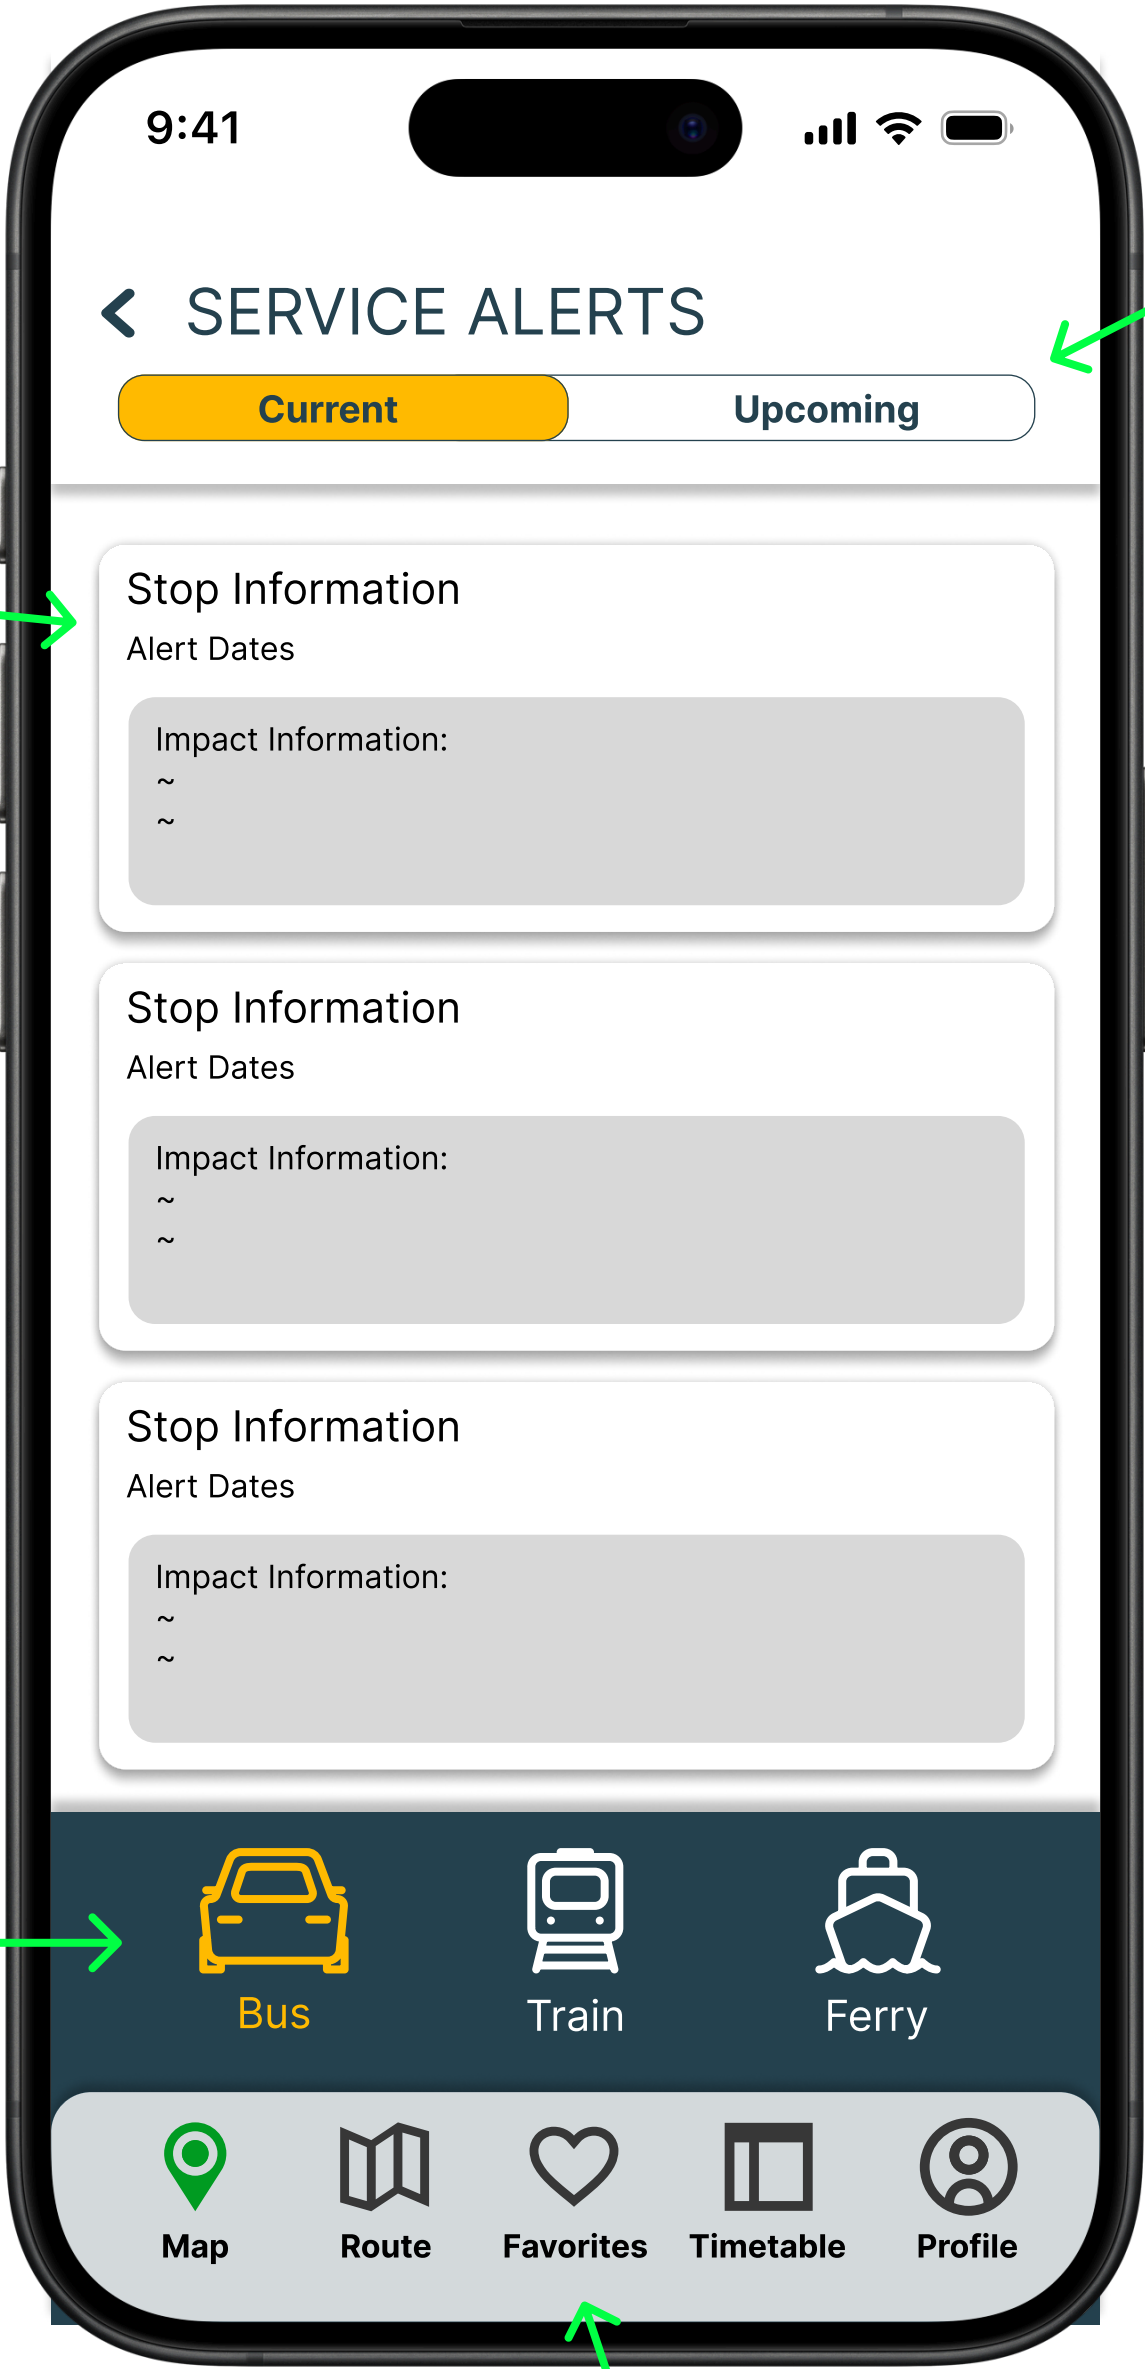 9:41
SERVICE ALERTS
Current Upcoming
Stop Information
Alert Dates
Impact Information:
~
~
Stop Information
Alert Dates
Impact Information:
~
~
Stop Information
Alert Dates
Impact Information:
~
~
Bus Train Ferry
Map Route Favorites Timetable Profile